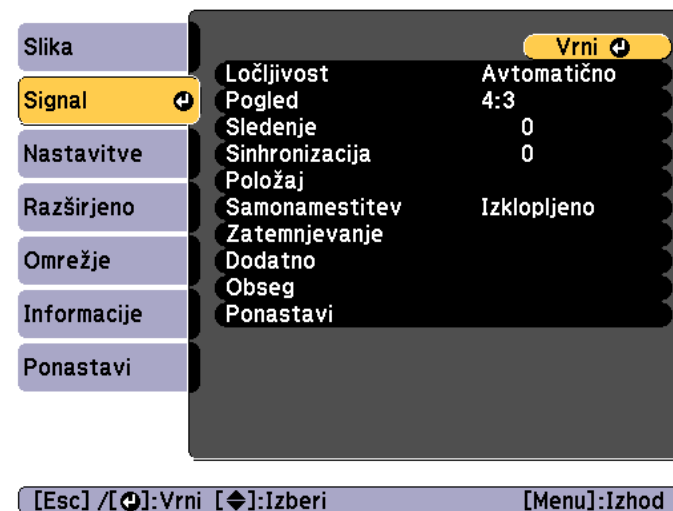 Slika
Signal
Nastavitve
Razširjeno
Omrežje
Informacije
Ponastavi
Vrni
Ločljivost Avtomatično
Pogled 4:3
Sledenje 0
Sinhronizacija 0
Položaj
Samonamestitev Izklopljeno
Zatemnjevanje
Dodatno
Obseg
Ponastavi
[Esc] /[]:Vrni []:Izberi [Menu]:Izhod